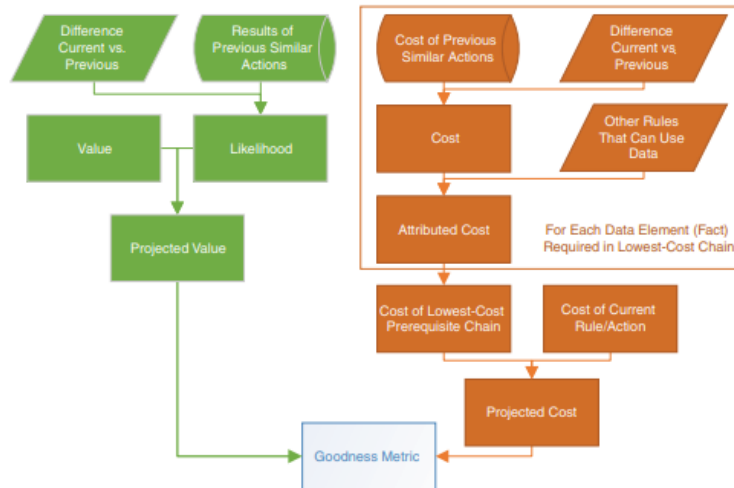 Difference
Current vs.
Previous
Results of
Previous Similar
Actions
Cost of Previous
Similar Actions
Difference
Current vs.
Previous
Value
Likelihood
Cost
Other Rules
That Can Use
Data
Projected Value
Attributed Cost
For Each Data Element (Fact)
Required in Lowest-Cost Chain
Cost of Lowest-Cost
Prerequisite Chain
Cost of Current
Rule/Action
Projected Cost
Goodness Metric